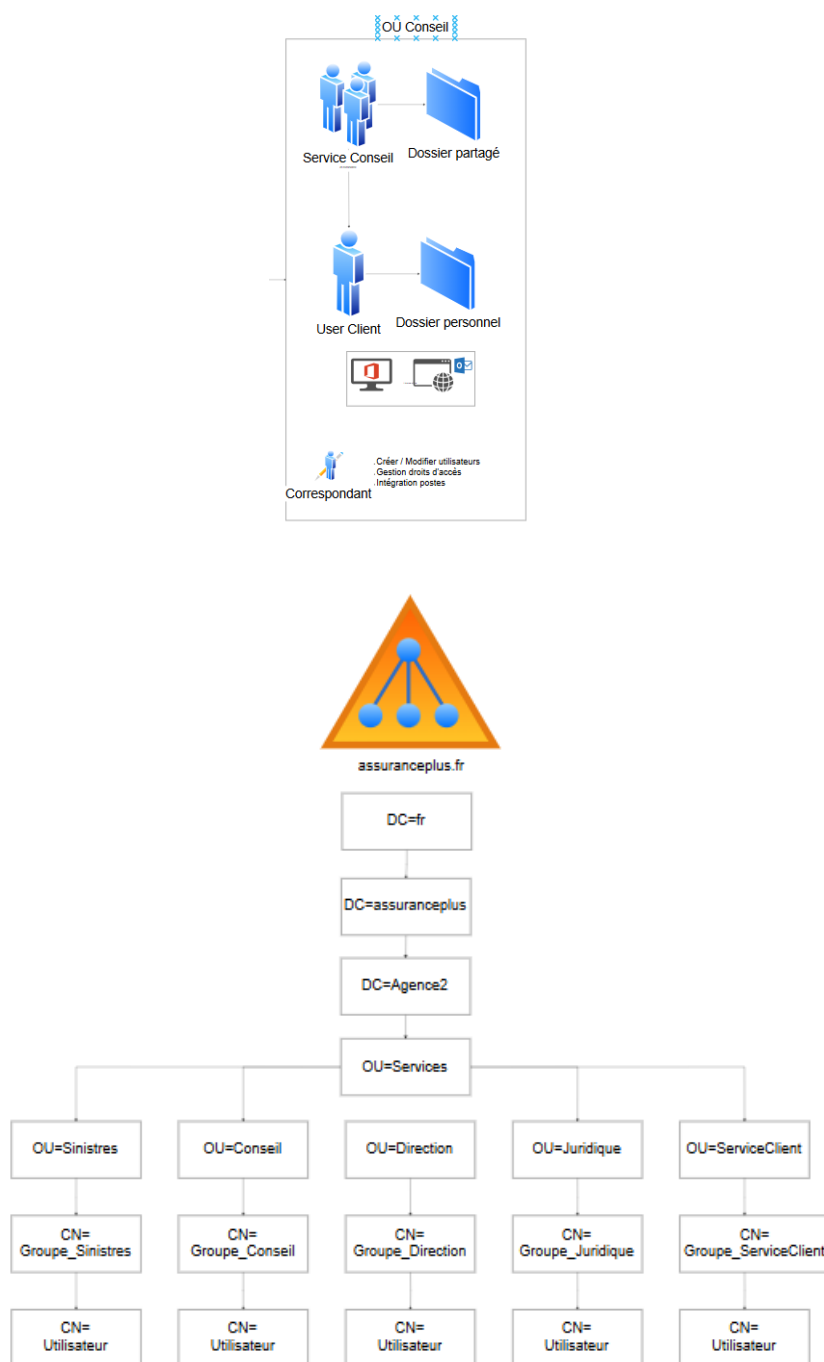 OU Conseil
Service Conseil
Dossier partagé
User Client
Dossier personnel
. Créer / Modifier utilisateurs
. Gestion droits d'accés
. Intégration postes
Correspondant
assuranceplus.fr
DC=fr
DC=assuranceplus
DC=Agence2
OU=Services
OU=Sinistres
OU=Conseil
OU=Direction
OU=Juridique
OU=ServiceClient
CN=
Groupe_Sinistres
CN=
Groupe_Conseil
CN=
Groupe_Direction
CN=
Groupe_Juridique
CN=
Groupe_ServiceClient
CN=
Utilisateur
CN=
Utilisateur
CN=
Utilisateur
CN=
Utilisateur
CN=
Utilisateur